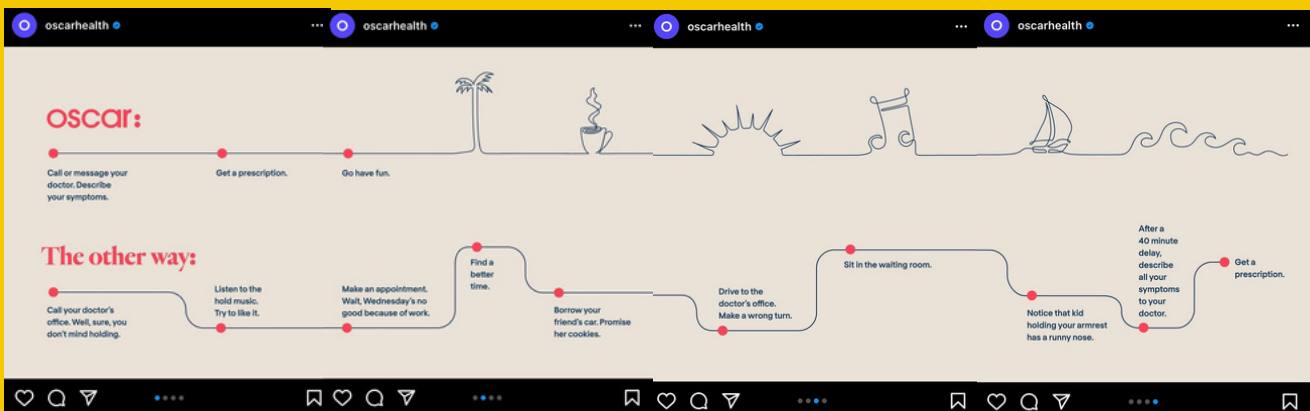 oscarhealth
oscarhealth
oscarhealth
oscarhealth
oscar:
Call or message your
doctor. Describe
your symptoms.
Get a prescription.
Go have fun.
The other way:
Call your doctor's
office. Well, sure, you
don't mind holding.
Listen to the
hold music.
Try to like it.
Make an appointment.
Wait, Wednesday's no
good because of work.
Find a
better
time.
Borrow your
friend's car. Promise
her cookies.
Drive to the
doctor's office.
Make a wrong turn.
Sit in the waiting room.
Notice that kid
holding your armrest
has a runny nose.
After a
40 minute
delay,
describe
all your
symptoms
to your
doctor.
Get a
prescription.